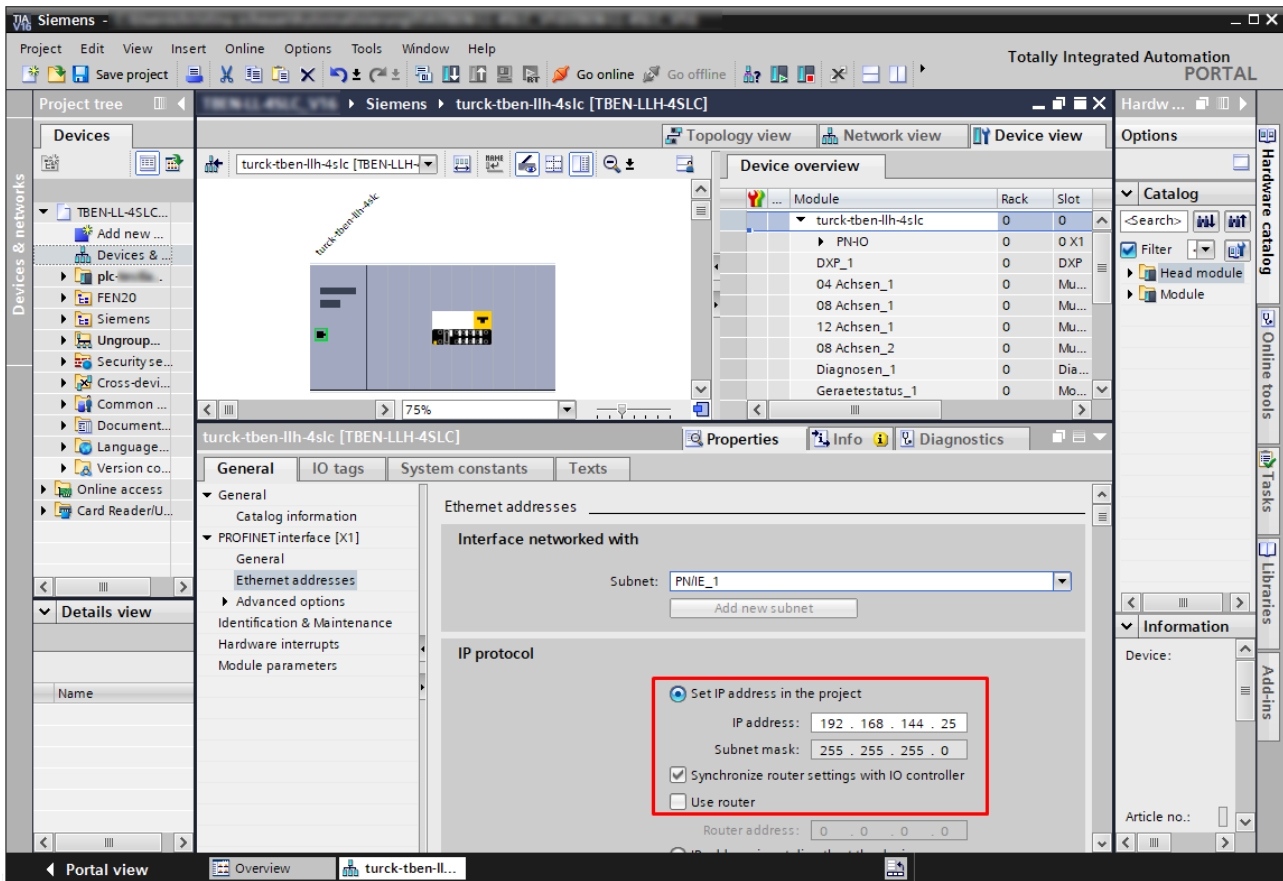 Siemens -
Project Edit View Insert Online Options Tools Window Help
Save project Go online Go offline
Totally Integrated Automation
PORTAL
Project tree
Siemens turck-tben-llh-4slc [TBEN-LLH-4SLC]
Hardw ...
Devices
Topology view Network view Device view
Options
turck-tben-llh-4slc [TBEN-LLH-
Device overview
... Module Rack Slot
turck-tben-llh-4slc 0 0
PN-IO 0 0 X1
DXP_1 0 DXP
04 Achsen_1 0 Mu...
08 Achsen_1 0 Mu...
12 Achsen_1 0 Mu...
08 Achsen_2 0 Mu...
Diagnosen_1 0 Dia...
Geraetestatus_1 0 Mo...
turck-tben-llh-4slc
75%
Devices & networks
TBEN-LL-4SLC...
Add new ...
Devices & ...
plc-
FEN20
Siemens
Ungroup...
Security se...
Cross-devi...
Common ...
Document...
Language...
Version co...
Online access
Card Reader/U...
Catalog
<Search>
Filter
Head module
Module
Hardware catalog
Online tools
Tasks
Libraries
Add-ins
turck-tben-llh-4slc [TBEN-LLH-4SLC]
Properties Info Diagnostics
General IO tags System constants Texts
General
Catalog information
PROFINET interface [X1]
General
Ethernet addresses
Advanced options
Identification & Maintenance
Hardware interrupts
Module parameters
Ethernet addresses
Interface networked with
Subnet: PN/IE_1
Add new subnet
IP protocol
Set IP address in the project
IP address: 192 . 168 . 144 . 25
Subnet mask: 255 . 255 . 255 . 0
Synchronize router settings with IO controller
Use router
Router address: 0 . 0 . 0 . 0
Details view
Name
Information
Device:
Article no.:
Portal view Overview turck-tben-ll...